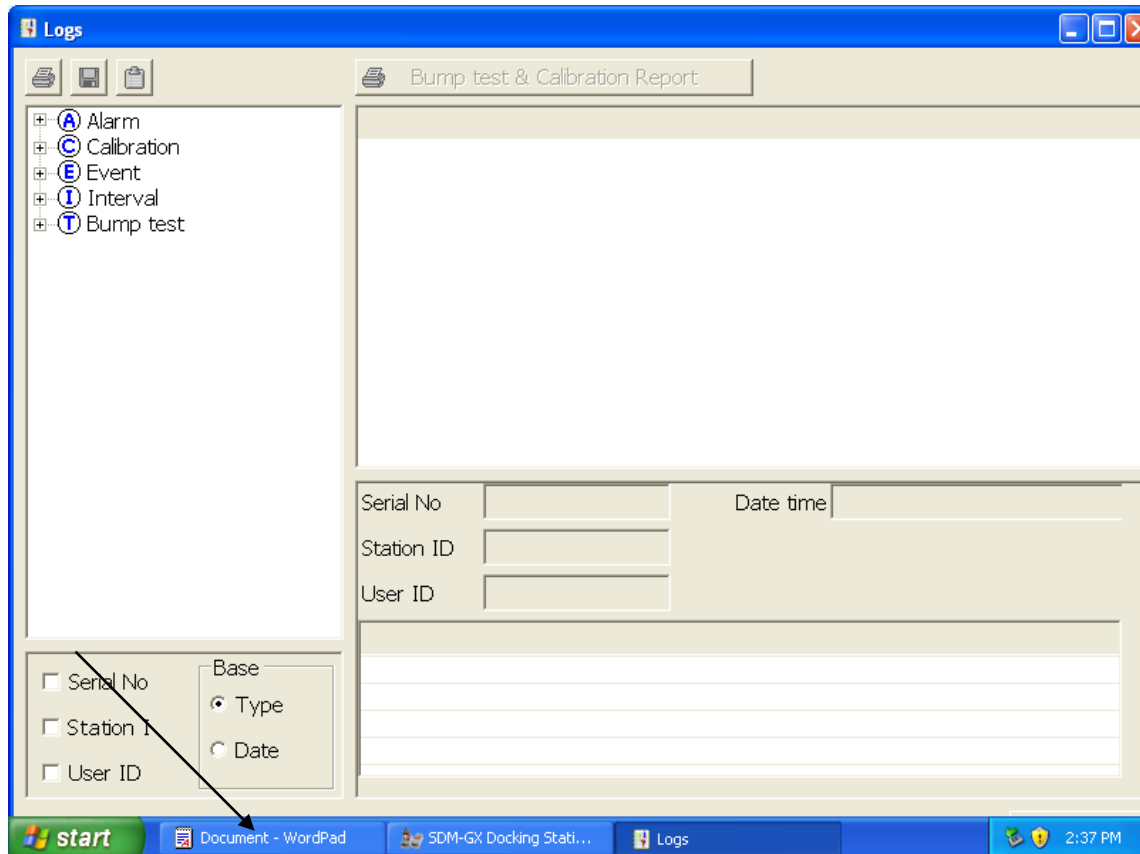 Logs
Bump test & Calibration Report
A Alarm
C Calibration
E Event
I Interval
T Bump test
Serial No
Date time
Station ID
User ID
Serial No
Station I
User ID
Base
Type
Date
start
Document - WordPad
SDM-GX Docking Stati...
Logs
2:37 PM